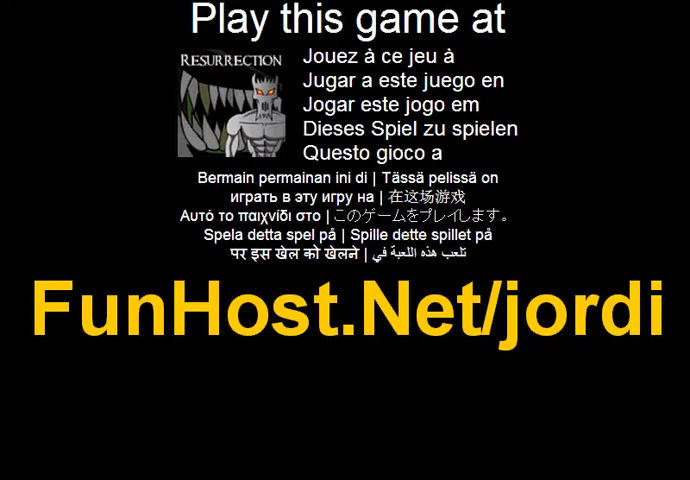 Play this game at
RESURRECTION
Jouez à ce jeu à
Jugar a este juego en
Jogar este jogo em
Dieses Spiel zu spielen
Questo gioco a
Bermain permainan ini di | Tässä pelissä on
играть в эту игру на | 在这场游戏
Αυτό το παιχνίδι στο | このゲームをプレイします。
Spela detta spel på | Spille dette spillet på
पर इस खेल को खेलने | تلعب هذه اللعبة في
FunHost.Net/jordi